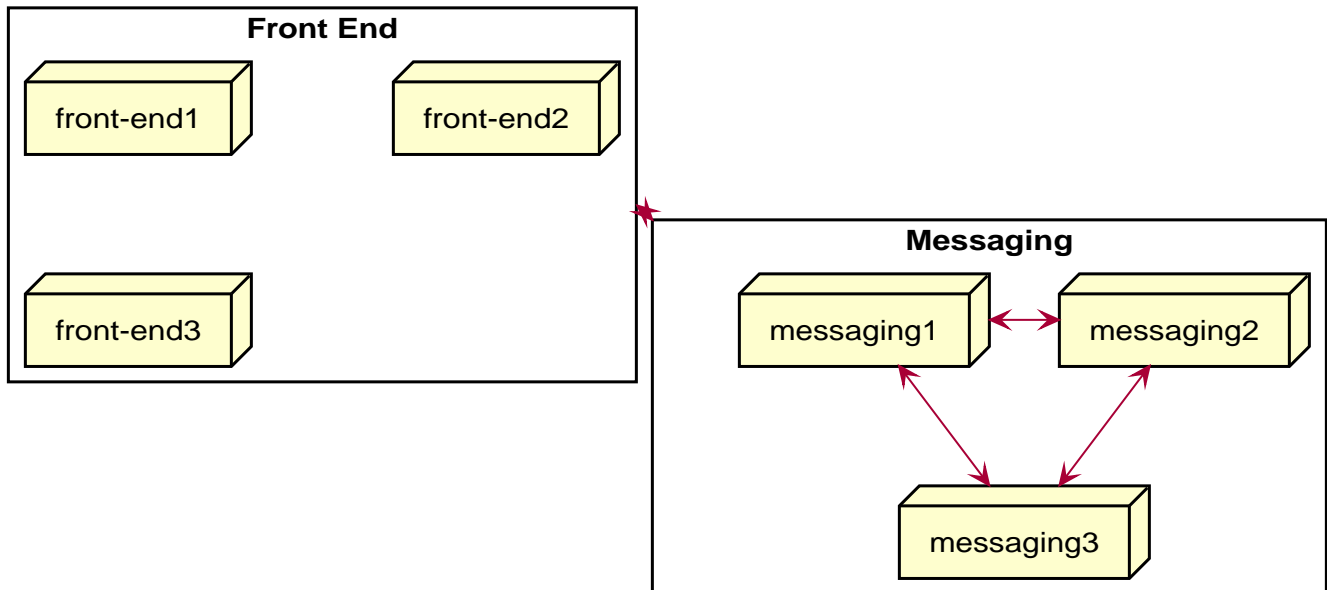 Front End
front-end1
front-end2
front-end3
Messaging
messaging1
messaging2
messaging3